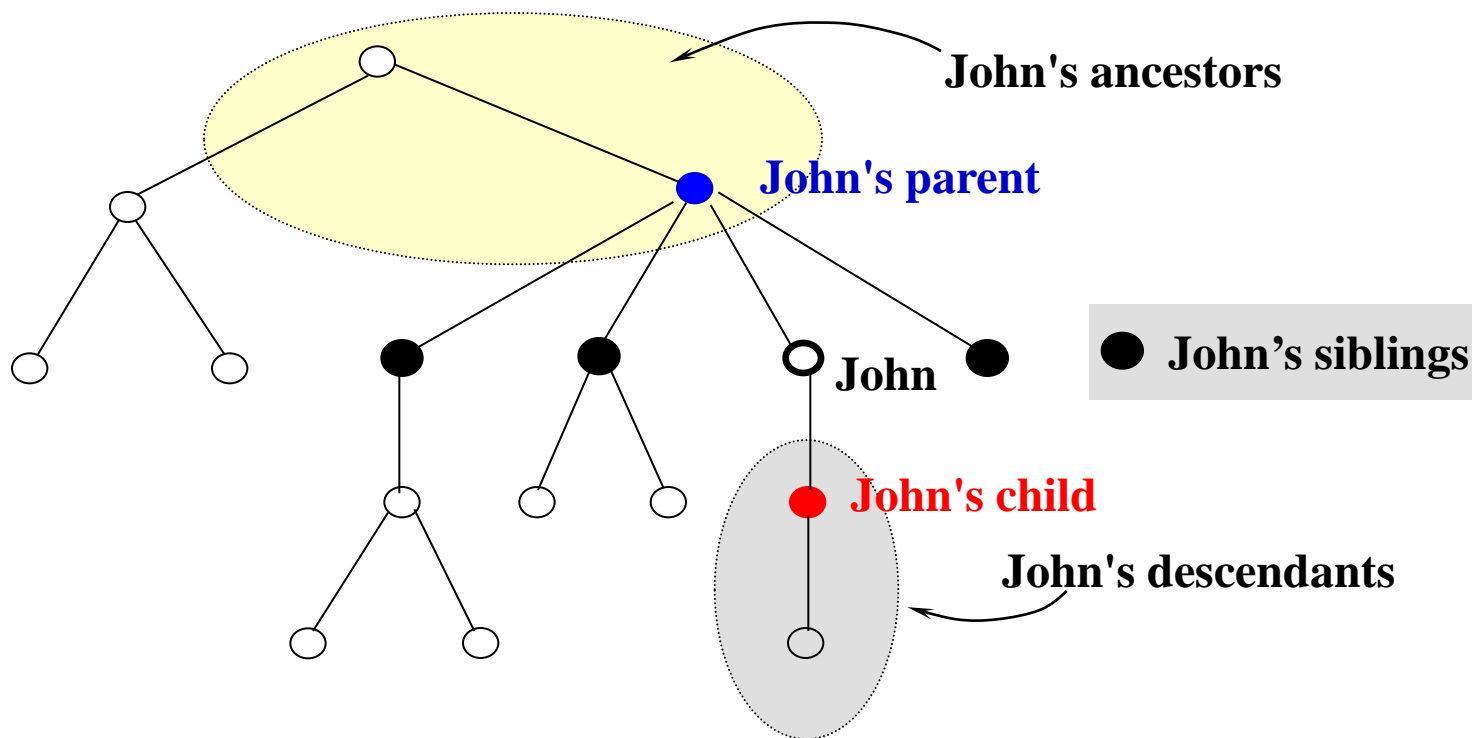 John's ancestors
John's parent
John’s siblings
John
John's child
John's descendants